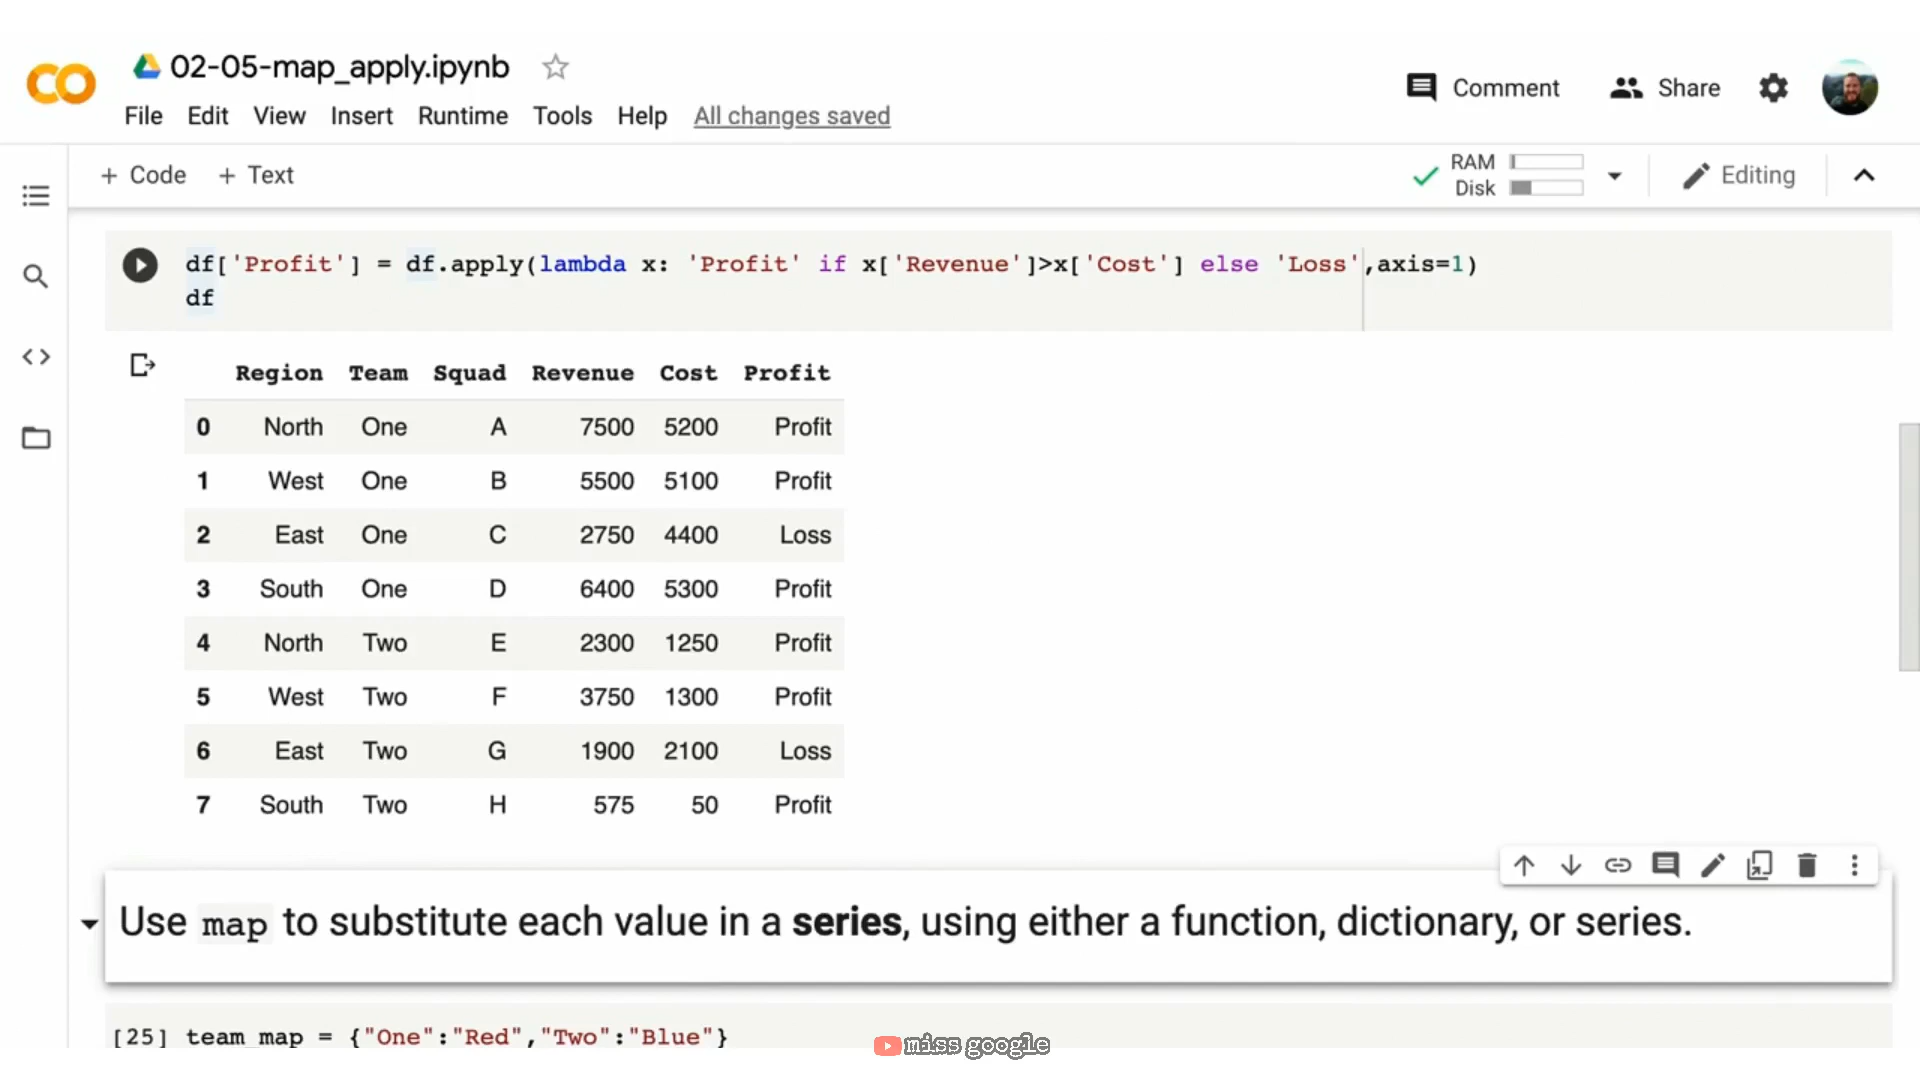 02-05-map_apply.ipynb
Comment
Share
File Edit View Insert Runtime Tools Help All changes saved
+ Code + Text
RAM
Disk
Editing
df['Profit'] = df.apply(lambda x: 'Profit' if x['Revenue']>x['Cost'] else 'Loss',axis=1)
df
Region Team Squad Revenue Cost Profit
0 North One A 7500 5200 Profit
1 West One B 5500 5100 Profit
2 East One C 2750 4400 Loss
3 South One D 6400 5300 Profit
4 North Two E 2300 1250 Profit
5 West Two F 3750 1300 Profit
6 East Two G 1900 2100 Loss
7 South Two H 575 50 Profit
Use map to substitute each value in a series, using either a function, dictionary, or series.
[25] team_map = {"One":"Red","Two":"Blue"}
miss google